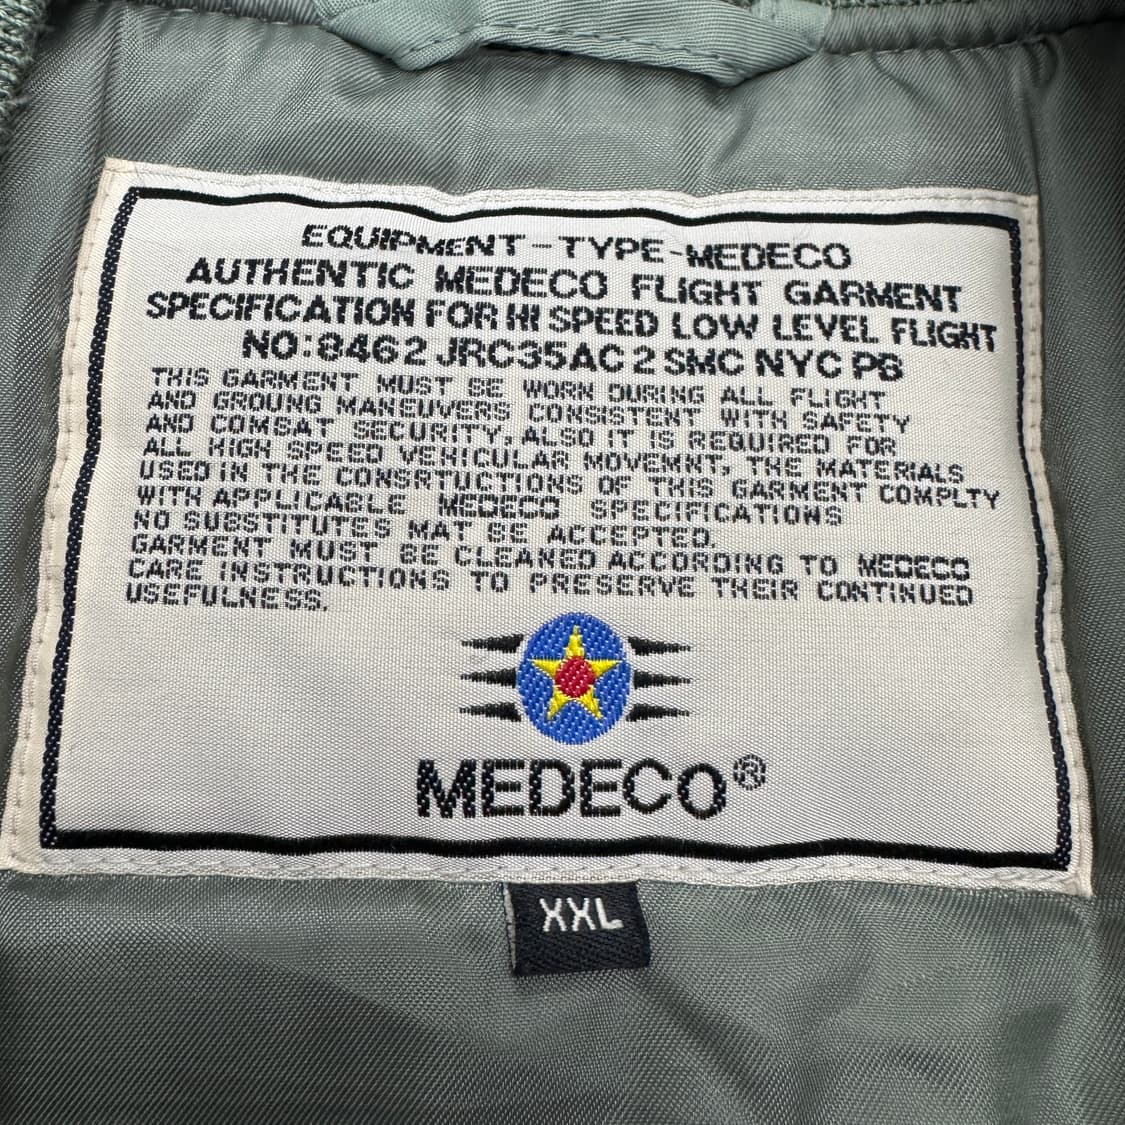 EQUIPMENT-TYPE-MEDECO
AUTHENTIC MEDECO FLIGHT GARMENT
SPECIFICATION FOR HI SPEED LOW LEVEL FLIGHT
NO:8462 JRC35AC2 SMC NYC PB
THIS GARMENT MUST BE WORN DURING ALL FLIGHT
AND GROUNG MANEUVERS CONSISTENT WITH SAFETY
AND COMBAT SECURITY, ALSO IT IS REQUIRED FOR
ALL HIGH SPEED VEHICULAR MOVEMNT, THE MATERIALS
USED IN THE CONSRTUCTIONS OF THIS GARMENT COMPLTY
WITH APPLICABLE MEDECO SPECIFICATIONS
NO SUBSTITUTES MAT BE ACCEPTED.
GARMENT MUST BE CLEANED ACCORDING TO MEDECO
CARE INSTRUCTIONS TO PRESERVE THEIR CONTINUED
USEFULNESS.
MEDECO®
XXL